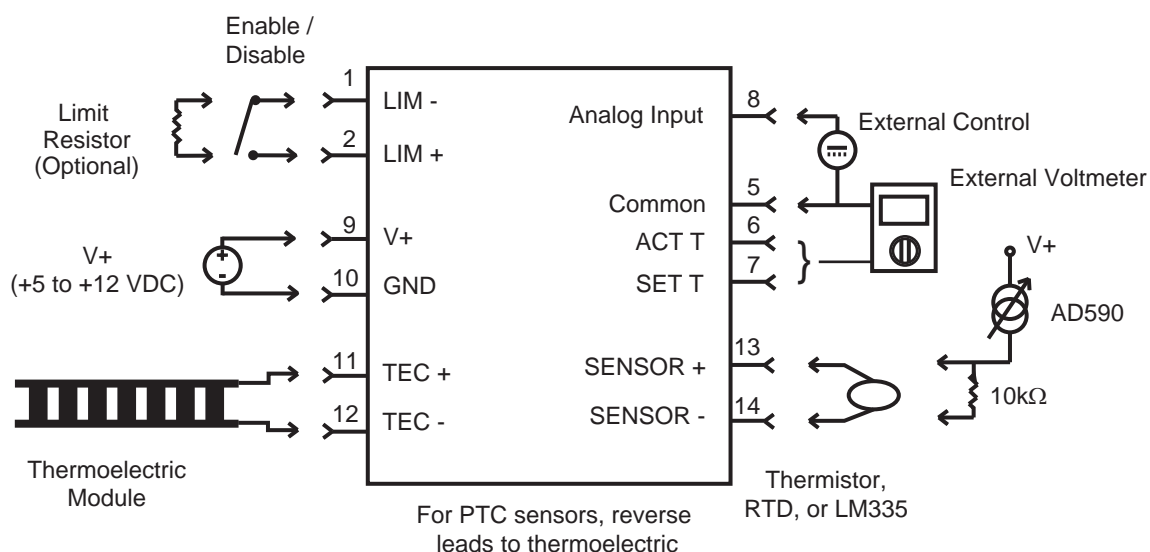 Enable /
Disable
Limit
Resistor
(Optional)
1
LIM -
2
LIM +
V+
(+5 to +12 VDC)
+
-
9
V+
10
GND
11
TEC +
12
TEC -
Thermoelectric
Module
Analog Input
8
External Control
Common
5
External Voltmeter
ACT T
6
SET T
7
V+
AD590
SENSOR +
13
SENSOR -
14
10kΩ
Thermistor,
RTD, or LM335
For PTC sensors, reverse
leads to thermoelectric